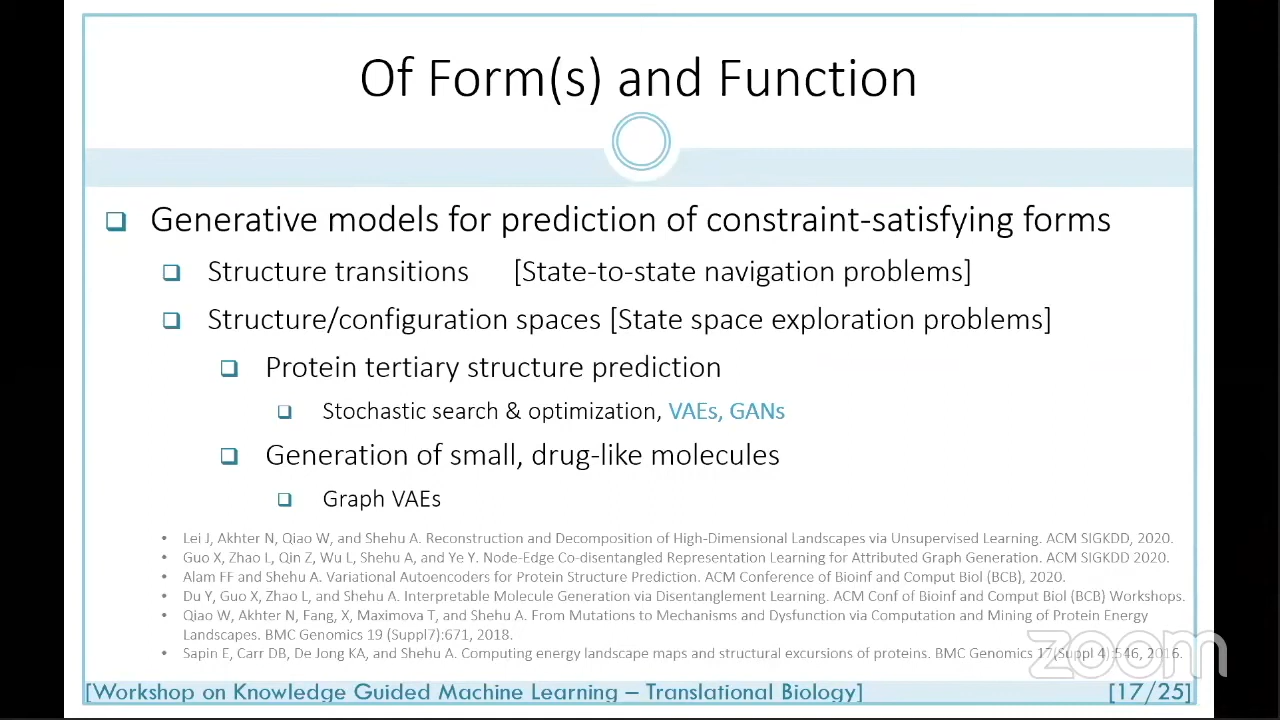 Of Form(s) and Function
Generative models for prediction of constraint-satisfying forms
Structure transitions [State-to-state navigation problems]
Structure/configuration spaces [State space exploration problems]
Protein tertiary structure prediction
Stochastic search & optimization, VAEs, GANs
Generation of small, drug-like molecules
Graph VAEs
• Lei J, Akhter N, Qiao W, and Shehu A. Reconstruction and Decomposition of High-Dimensional Landscapes via Unsupervised Learning. ACM SIGKDD, 2020.
• Guo X, Zhao L, Qin Z, Wu L, Shehu A, and Ye Y. Node-Edge Co-disentangled Representation Learning for Attributed Graph Generation. ACM SIGKDD 2020.
• Alam FF and Shehu A. Variational Autoencoders for Protein Structure Prediction. ACM Conference of Bioinf and Comput Biol (BCB), 2020.
• Du Y, Guo X, Zhao L, and Shehu A. Interpretable Molecule Generation via Disentanglement Learning. ACM Conf of Bioinf and Comput Biol (BCB) Workshops.
• Qiao W, Akhter N, Fang, X, Maximova T, and Shehu A. From Mutations to Mechanisms and Dysfunction via Computation and Mining of Protein Energy
Landscapes. BMC Genomics 19 (Suppl7):671, 2018.
• Sapin E, Carr DB, De Jong KA, and Shehu A. Computing energy landscape maps and structural excursions of proteins. BMC Genomics 17(Suppl 4):546, 2016.
zoom
[Workshop on Knowledge Guided Machine Learning – Translational Biology] [17/25]